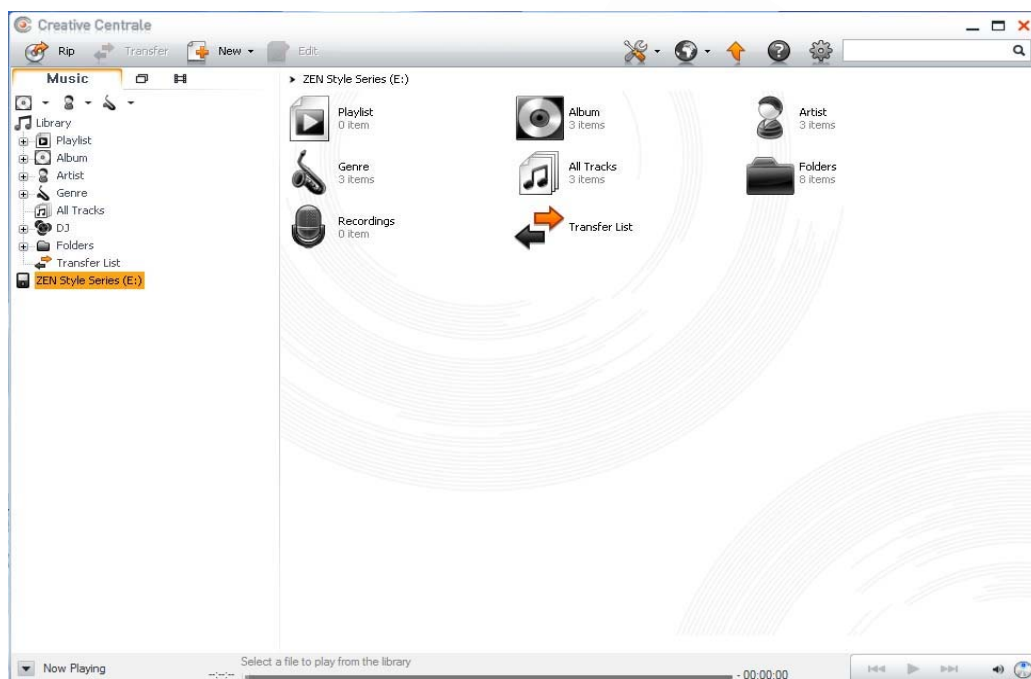 Creative Centrale
Rip Transfer New Edit
Music
ZEN Style Series (E:)
Playlist
0 item
Album
3 items
Artist
3 items
Genre
3 items
All Tracks
3 items
Folders
8 items
Recordings
0 item
Transfer List
Library
Playlist
Album
Artist
Genre
All Tracks
DJ
Folders
Transfer List
ZEN Style Series (E:)
Now Playing
--:--:--
Select a file to play from the library
- 00:00:00